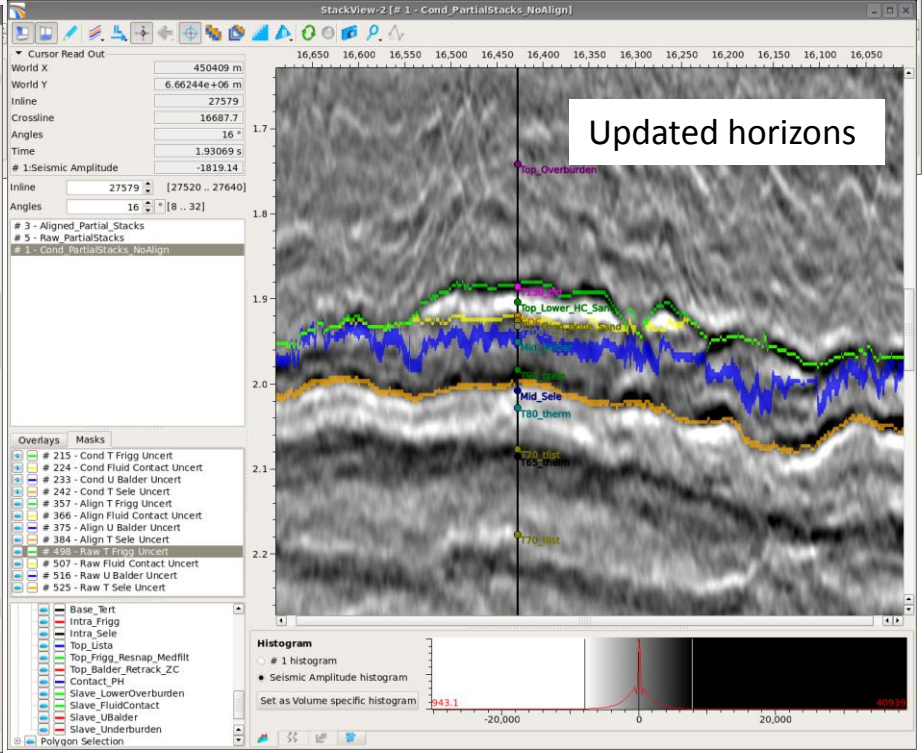 StackView-2 [# 1 - Cond_PartialStacks_NoAlign]
Cursor Read Out
World X 450409 m
World Y 6.66244e+06 m
Inline 27579
Crossline 16687.7
Angles 16 °
Time 1.93069 s
# 1:Seismic Amplitude -1819.14
Inline 27579 [27520 .. 27640]
Angles 16 ° [8 .. 32]
# 3 - Aligned_Partial_Stacks
# 5 - Raw_PartialStacks
# 1 - Cond_PartialStacks_NoAlign
Overlays Masks
# 215 - Cond T Frigg Uncert
# 224 - Cond Fluid Contact Uncert
# 233 - Cond U Balder Uncert
# 242 - Cond T Sele Uncert
# 357 - Align T Frigg Uncert
# 366 - Align Fluid Contact Uncert
# 375 - Align U Balder Uncert
# 384 - Align T Sele Uncert
# 498 - Raw T Frigg Uncert
# 507 - Raw Fluid Contact Uncert
# 516 - Raw U Balder Uncert
# 525 - Raw T Sele Uncert
Base_Tert
Intra_Frigg
Intra_Sele
Top_Lista
Top_Frigg_Resnap_Medfilt
Top_Balder_Retrack_ZC
Contact_PH
Slave_LowerOverburden
Slave_FluidContact
Slave_UBalder
Slave_Underburden
Polygon Selection
16,650 16,600 16,550 16,500 16,450 16,400 16,350 16,300 16,250 16,200 16,150 16,100 16,050
1.7
1.8
1.9
2.0
2.1
2.2
Updated horizons
Top_Overburden
Top_Lower_HC_Sand
Mid_Sele
T80_therm
T70_tlist
T65_theim
T70_tlist
Histogram
# 1 histogram
Seismic Amplitude histogram
Set as Volume specific histogram
943.1 40939
-20,000 0 20,000